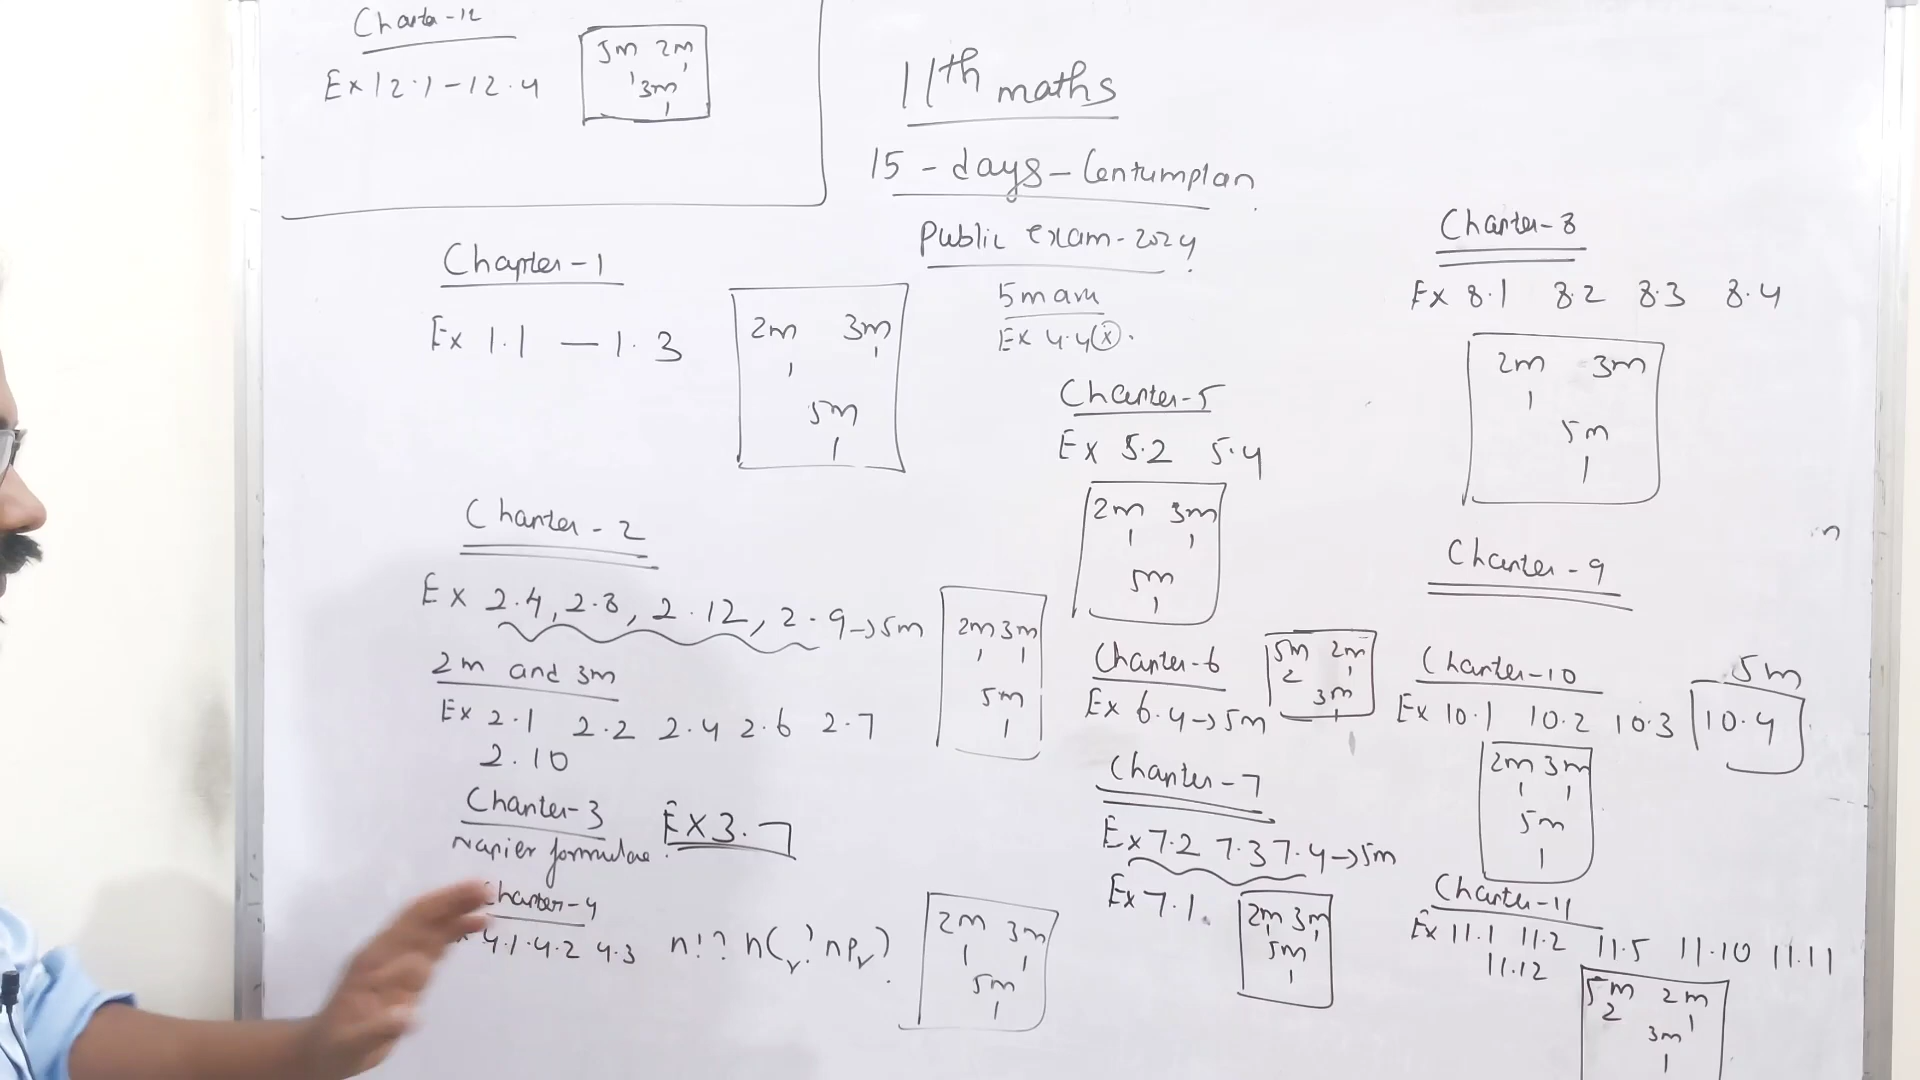 Chapter-12
Ex 12.1-12.4
5m 2m
1 1
3m
1
11th maths
15-days-Centumplan
Public exam-2024
Chapter-1
Ex 1.1 — 1.3
2m 3m
1 1
5m
1
Chapter-2
Ex 2.4, 2.8, 2.12, 2.9→5m
2m 3m
1 1
5m
1
2m and 3m
Ex 2.1 2.2 2.4 2.6 2.7
2.10
Chapter-3
Ex 3.7
Napier formulae.
Chapter-4
4.1.4.2 4.3 n!? nCr? nPr)
2m 3m
1 1
5m
1
5 mark
Ex 4.4(x).
Chapter-5
Ex 5.2 5.4
2m 3m
1 1
5m
1
Chapter-6
Ex 6.4→5m
5m 2m
2 1
3m
1
Chapter-7
Ex 7.2 7.3 7.4→5m
Ex 7.1.
2m 3m
1 1
5m
1
Chapter-8
Ex 8.1 8.2 8.3 8.4
2m 3m
1
5m
1
Chapter-9
Chapter-10
5m
Ex 10.1 10.2 10.3 10.4
2m 3m
1 1
5m
1
Chapter-11
Ex 11.1 11.2 11.5 11.10 11.11
11.12
5m 2m
2 1
3m
1